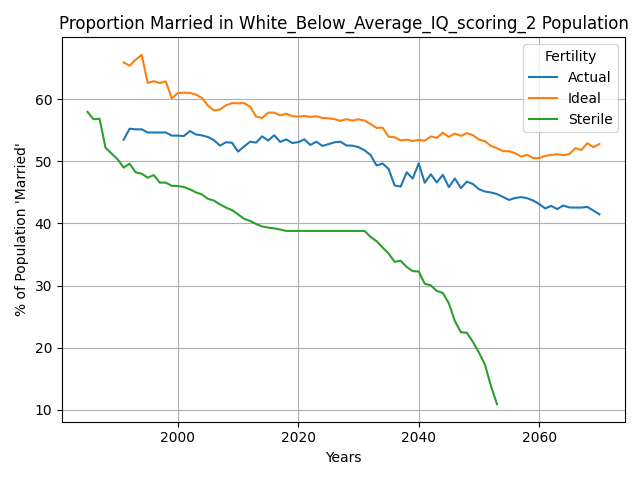 Proportion Married in White_Below_Average_IQ_scoring_2 Population
Fertility
Actual
Ideal
Sterile
% of Population 'Married'
60
50
40
30
20
10
2000 2020 2040 2060
Years